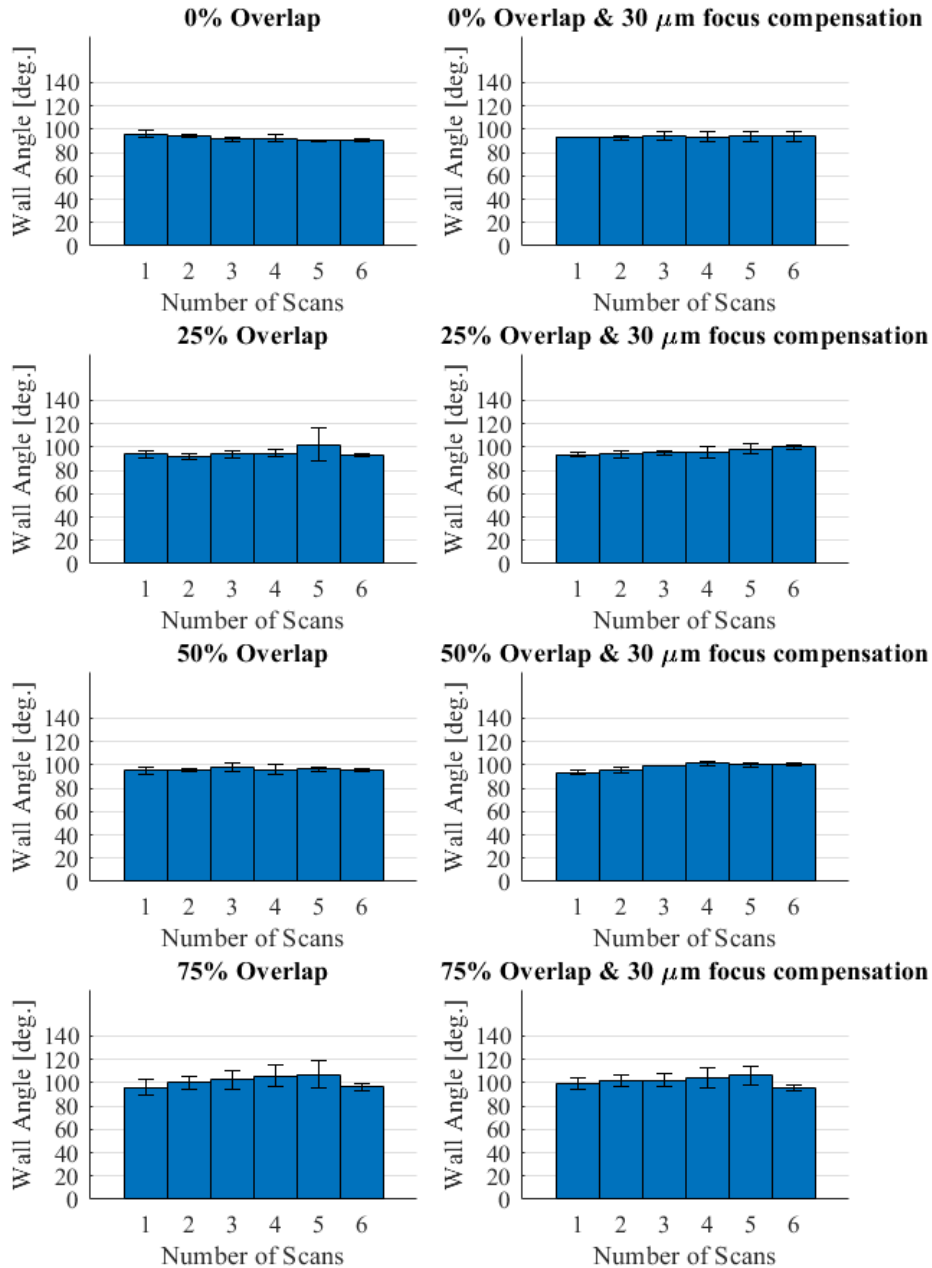 0% Overlap
Wall Angle [deg.]
140
120
100
80
60
40
20
0
1 2 3 4 5 6
Number of Scans
0% Overlap & 30 μm focus compensation
Wall Angle [deg.]
140
120
100
80
60
40
20
0
1 2 3 4 5 6
Number of Scans
25% Overlap
Wall Angle [deg.]
140
120
100
80
60
40
20
0
1 2 3 4 5 6
Number of Scans
25% Overlap & 30 μm focus compensation
Wall Angle [deg.]
140
120
100
80
60
40
20
0
1 2 3 4 5 6
Number of Scans
50% Overlap
Wall Angle [deg.]
140
120
100
80
60
40
20
0
1 2 3 4 5 6
Number of Scans
50% Overlap & 30 μm focus compensation
Wall Angle [deg.]
140
120
100
80
60
40
20
0
1 2 3 4 5 6
Number of Scans
75% Overlap
Wall Angle [deg.]
140
120
100
80
60
40
20
0
1 2 3 4 5 6
Number of Scans
75% Overlap & 30 μm focus compensation
Wall Angle [deg.]
140
120
100
80
60
40
20
0
1 2 3 4 5 6
Number of Scans